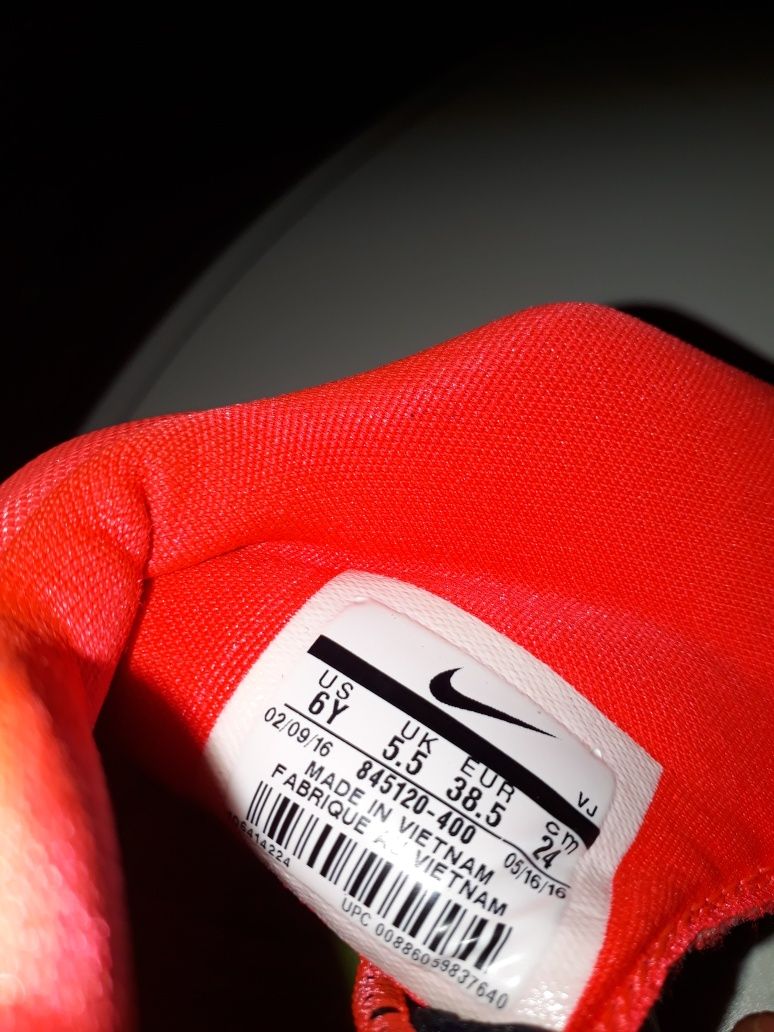 US UK EUR cm
6Y 5.5 38.5 24
VJ
02/09/16 845120-400 05/16/16
MADE IN VIETNAM
FABRIQUE AU VIETNAM
UPC 00886059837640